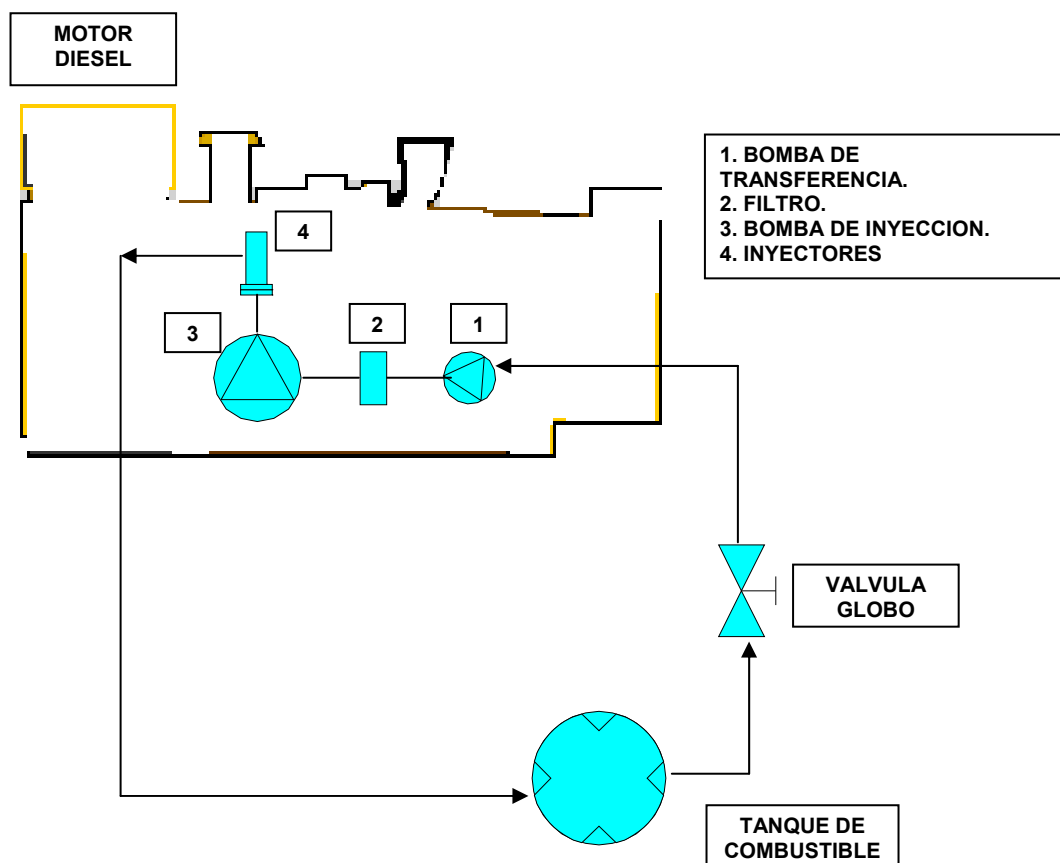 MOTOR
DIESEL
1. BOMBA DE
TRANSFERENCIA.
2. FILTRO.
3. BOMBA DE INYECCION.
4. INYECTORES
4
3
2
1
VALVULA
GLOBO
TANQUE DE
COMBUSTIBLE